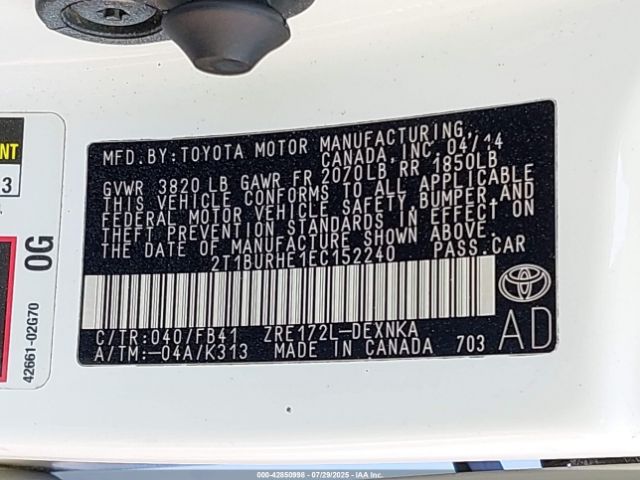 MFD.BY:TOYOTA MOTOR MANUFACTURING,
CANADA, INC. 04/14
GVWR 3820 LB GAWR FR 2070LB RR 1850LB
THIS VEHICLE CONFORMS TO ALL APPLICABLE
FEDERAL MOTOR VEHICLE SAFETY, BUMPER, AND
THEFT PREVENTION STANDARDS IN EFFECT ON
THE DATE OF MANUFACTURE SHOWN ABOVE.
2T1BURHE1EC152240 PASS.CAR
C/TR:040/FB41 ZRE172L-DEXNKA
A/TM:-04A/K313 MADE IN CANADA 703
AD
0G
42661-02G70
000-42850998 - 07/29/2025 - IAA Inc.